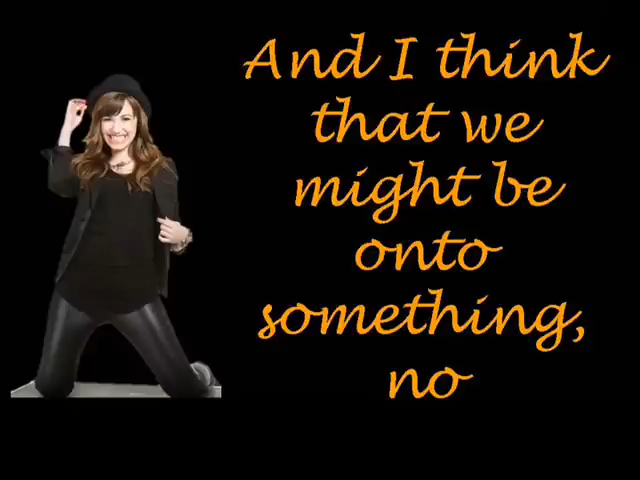 And I think
that we
might be
onto
something,
no